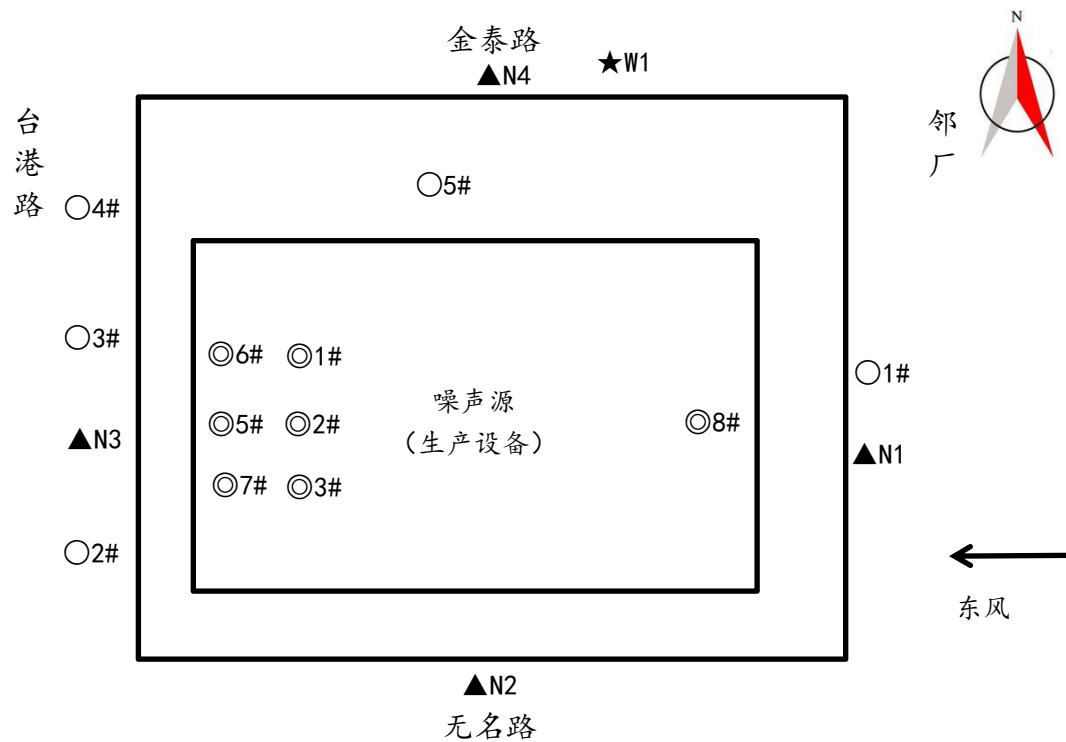 金泰路
▲N4
★W1
N
台港路
邻厂
○4#
○5#
○3#
◎6#
◎1#
○1#
噪声源
(生产设备)
◎5#
◎2#
◎8#
▲N3
▲N1
◎7#
◎3#
○2#
东风
▲N2
无名路